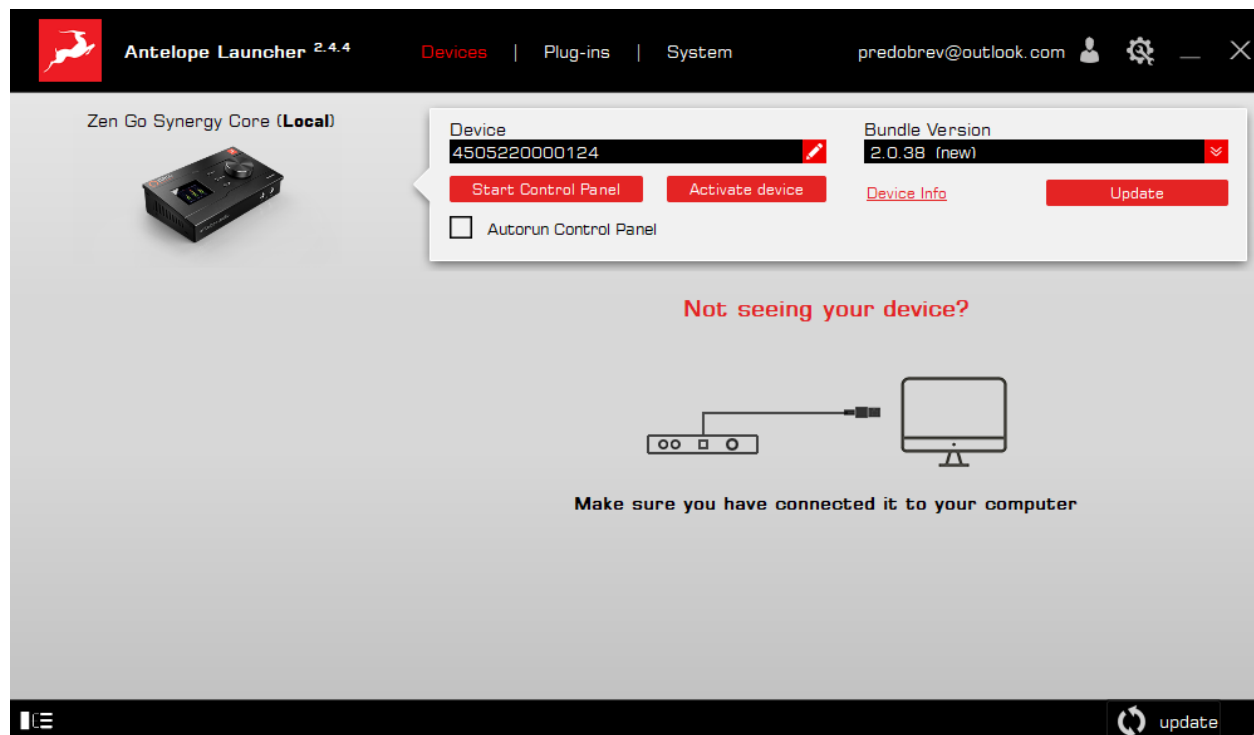 Antelope Launcher 2.4.4
Devices | Plug-ins | System
predobrev@outlook.com
Zen Go Synergy Core (Local)
Device
4505220000124
Bundle Version
2.0.38 (new)
Start Control Panel
Activate device
Device Info
Update
Autorun Control Panel
Not seeing your device?
Make sure you have connected it to your computer
update